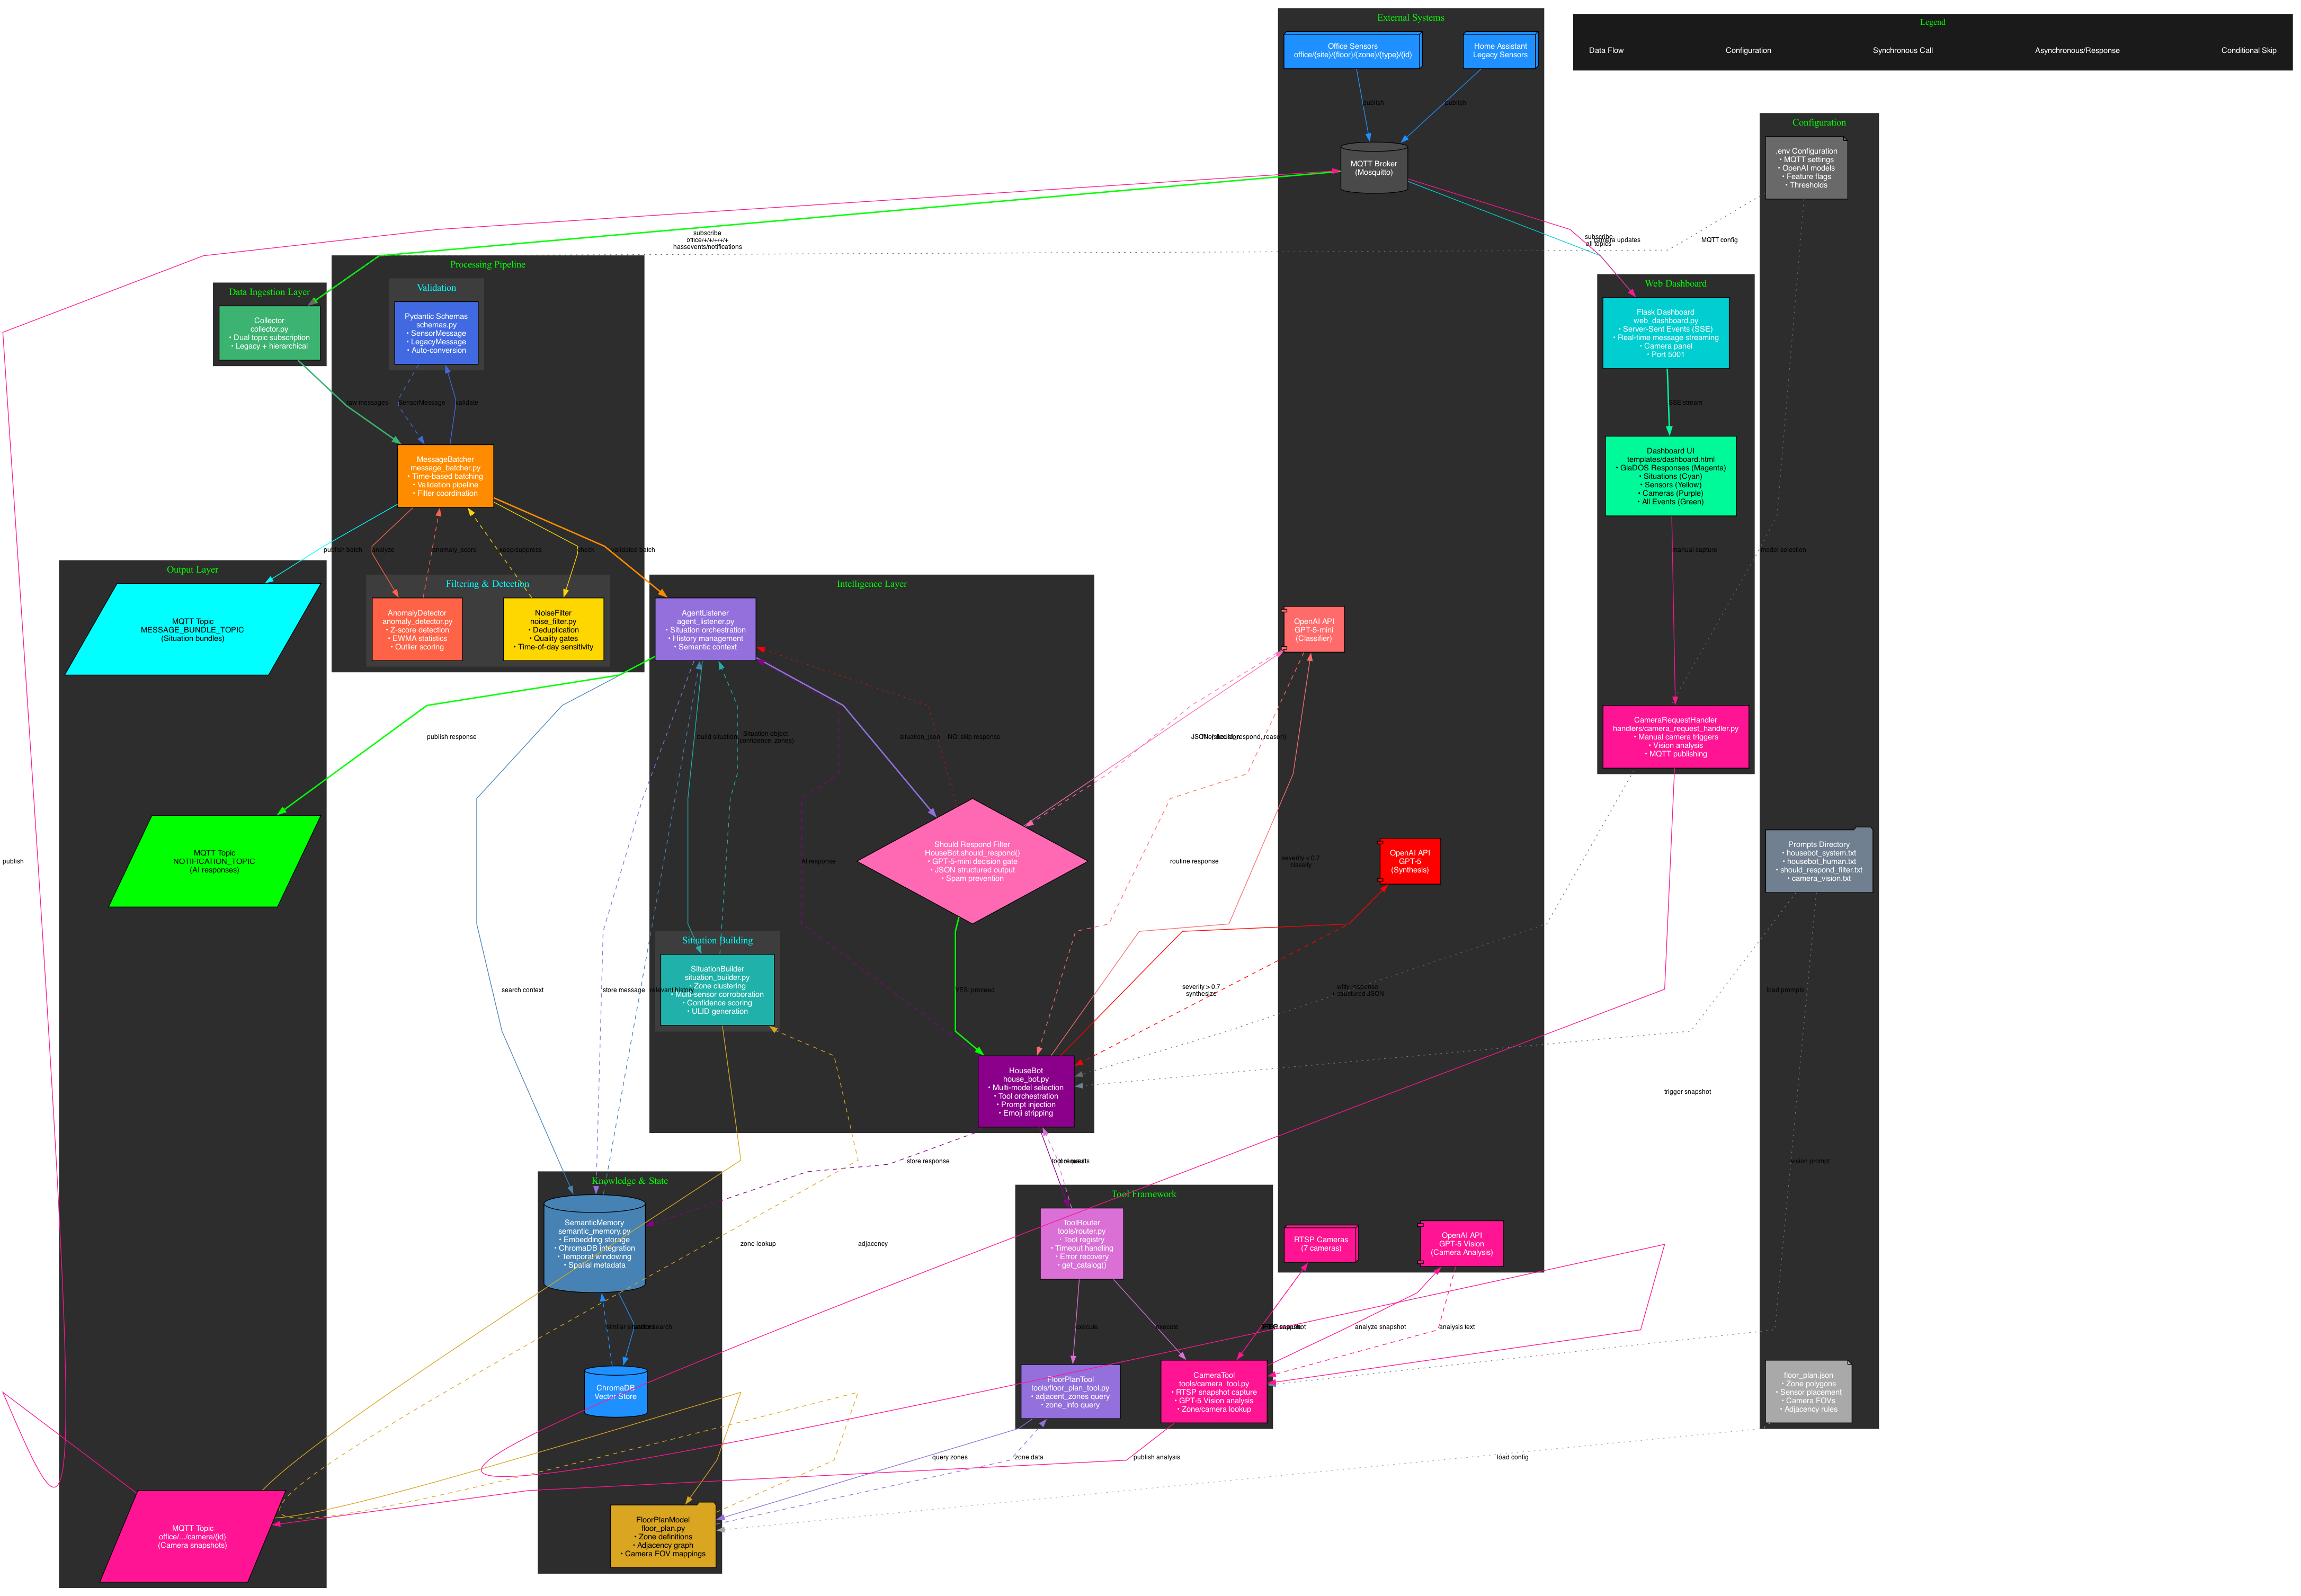 External Systems
Office Sensors
office/{site}/{floor}/{zone}/{type}/{id}
Home Assistant
Legacy Sensors
publish
publish
MQTT Broker
(Mosquitto)
Legend
Data Flow
Configuration
Synchronous Call
Asynchronous/Response
Conditional Skip
Configuration
.env Configuration
• MQTT settings
• OpenAI models
• Feature flags
• Thresholds
subscribe
office/+/+/+/+/+
hassevents/notifications
subscribe
all topics
camera updates
MQTT config
Processing Pipeline
Validation
Pydantic Schemas
schemas.py
• SensorMessage
• LegacyMessage
• Auto-conversion
Data Ingestion Layer
Collector
collector.py
• Dual topic subscription
• Legacy + hierarchical
Web Dashboard
Flask Dashboard
web_dashboard.py
• Server-Sent Events (SSE)
• Real-time message streaming
• Camera panel
• Port 5001
raw messages
SensorMessage
validate
SSE stream
MessageBatcher
message_batcher.py
• Time-based batching
• Validation pipeline
• Filter coordination
Dashboard UI
templates/dashboard.html
• GlaDOS Responses (Magenta)
• Situations (Cyan)
• Sensors (Yellow)
• Cameras (Purple)
• All Events (Green)
publish batch
analyze
anomaly_score
keep/suppress
check
validated batch
manual capture
model selection
Output Layer
MQTT Topic
MESSAGE_BUNDLE_TOPIC
(Situation bundles)
Filtering & Detection
AnomalyDetector
anomaly_detector.py
• Z-score detection
• EWMA statistics
• Outlier scoring
NoiseFilter
noise_filter.py
• Deduplication
• Quality gates
• Time-of-day sensitivity
Intelligence Layer
AgentListener
agent_listener.py
• Situation orchestration
• History management
• Semantic context
OpenAI API
GPT-5-mini
(Classifier)
publish response
build situation
Situation object
(confidence, zones)
situation_json
NO: skip response
CameraRequestHandler
handlers/camera_request_handler.py
• Manual camera triggers
• Vision analysis
• MQTT publishing
MQTT Topic
NOTIFICATION_TOPIC
(AI responses)
publish
AI response
Should Respond Filter
HouseBot.should_respond()
• GPT-5-mini decision gate
• JSON structured output
• Spam prevention
routine response
severity < 0.7
classify
OpenAI API
GPT-5
(Synthesis)
Prompts Directory
• housebot_system.txt
• housebot_human.txt
• should_respond_filter.txt
• camera_vision.txt
Situation Building
SituationBuilder
situation_builder.py
• Zone clustering
• Multi-sensor corroboration
• Confidence scoring
• ULID generation
search context
store message
relevant history
YES: proceed
severity > 0.7
synthesize
load prompts
HouseBot
house_bot.py
• Multi-model selection
• Tool orchestration
• Prompt injection
• Emoji stripping
trigger snapshot
store response
vision prompt
Knowledge & State
SemanticMemory
semantic_memory.py
• Embedding storage
• ChromaDB integration
• Temporal windowing
• Spatial metadata
zone lookup
adjacency
Tool Framework
ToolRouter
tools/router.py
• Tool registry
• Timeout handling
• Error recovery
• get_catalog()
RTSP Cameras
(7 cameras)
OpenAI API
GPT-5 Vision
(Camera Analysis)
execute
execute
analyze snapshot
analysis text
ChromaDB
Vector Store
FloorPlanTool
tools/floor_plan_tool.py
• adjacent_zones query
• zone_info query
CameraTool
tools/camera_tool.py
• RTSP snapshot capture
• GPT-5 Vision analysis
• Zone/camera lookup
floor_plan.json
• Zone polygons
• Sensor placement
• Camera FOVs
• Adjacency rules
query zones
zone data
publish analysis
load config
MQTT Topic
office/.../camera/{id}
(Camera snapshots)
FloorPlanModel
floor_plan.py
• Zone definitions
• Adjacency graph
• Camera FOV mappings